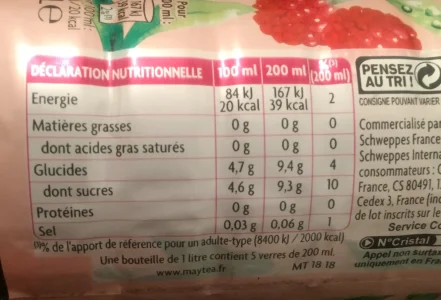 Pour
DÉCLARATION NUTRITIONNELLE 100 ml 200 ml (200 ml)
PENSEZ
AU TRI !
CONSIGNE POUVANT VARIER
Energie 84 kJ 167 kJ 2
20 kcal 39 kcal
Matières grasses 0 g 0 g 0
dont acides gras saturés 0 g 0 g 0
Glucides 4,7 g 9,4 g 4
dont sucres 4,6 g 9,3 g 10
Protéines 0 g 0 g 0
Sel 0,03 g 0,06 g 1
% de l'apport de référence pour un adulte-type (8400 kJ / 2000 kcal)
Une bouteille de 1 litre contient 5 verres de 200 ml.
www.maytea.fr MT 18 18
Commercialisé par
Schweppes France
Schweppes Interna
consommateurs :
France, CS 80491,
Cedex 3, France
de lot inscrits sur le
Service
N°Cristal
Appel non surtax
uniquement en Fra